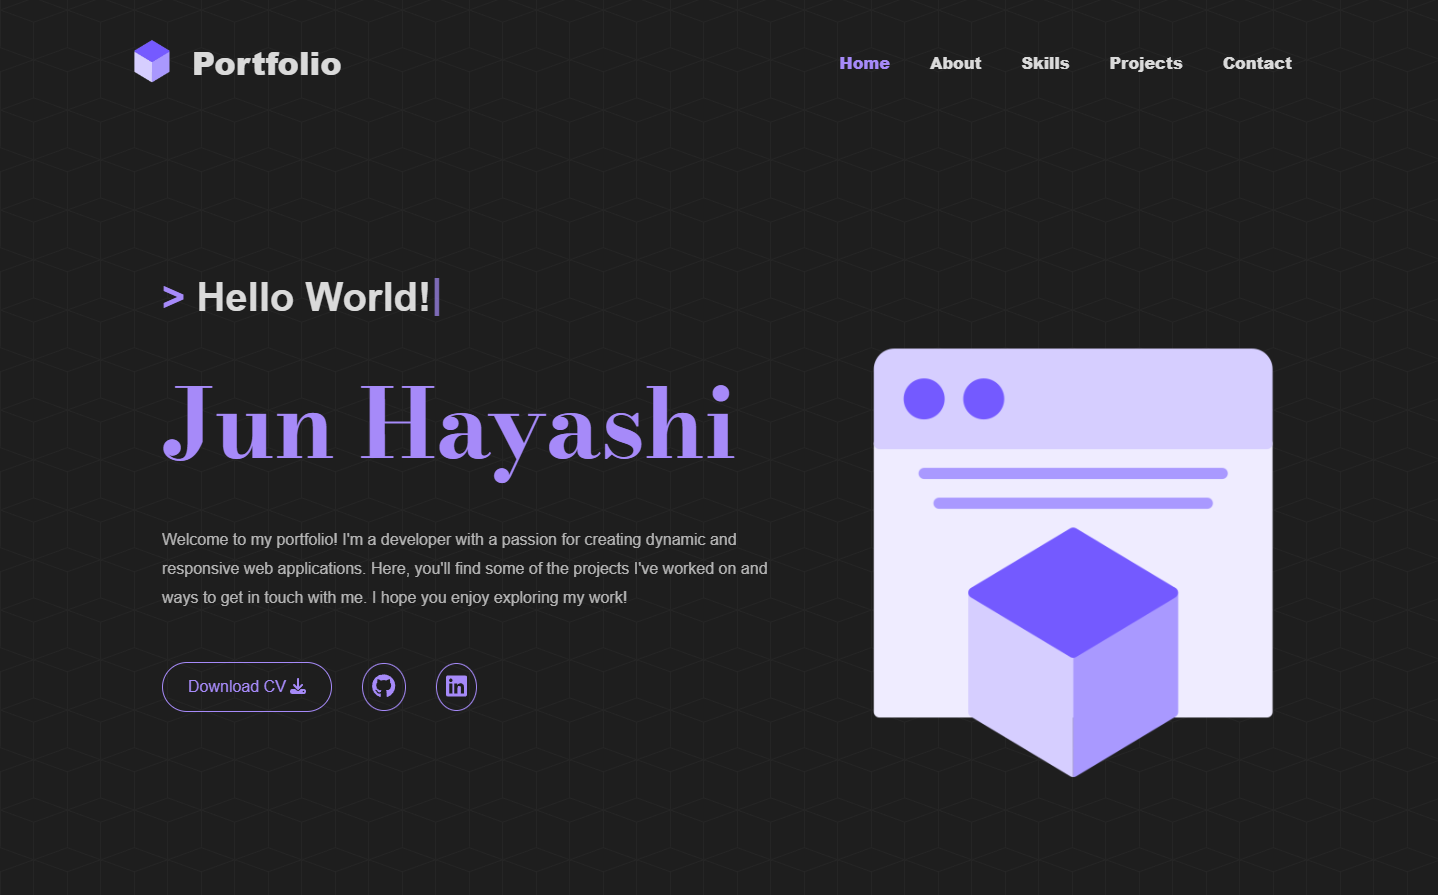 Portfolio
Home About Skills Projects Contact
> Hello World!|
Jun Hayashi
Welcome to my portfolio! I'm a developer with a passion for creating dynamic and
responsive web applications. Here, you'll find some of the projects I've worked on and
ways to get in touch with me. I hope you enjoy exploring my work!
Download CV
in